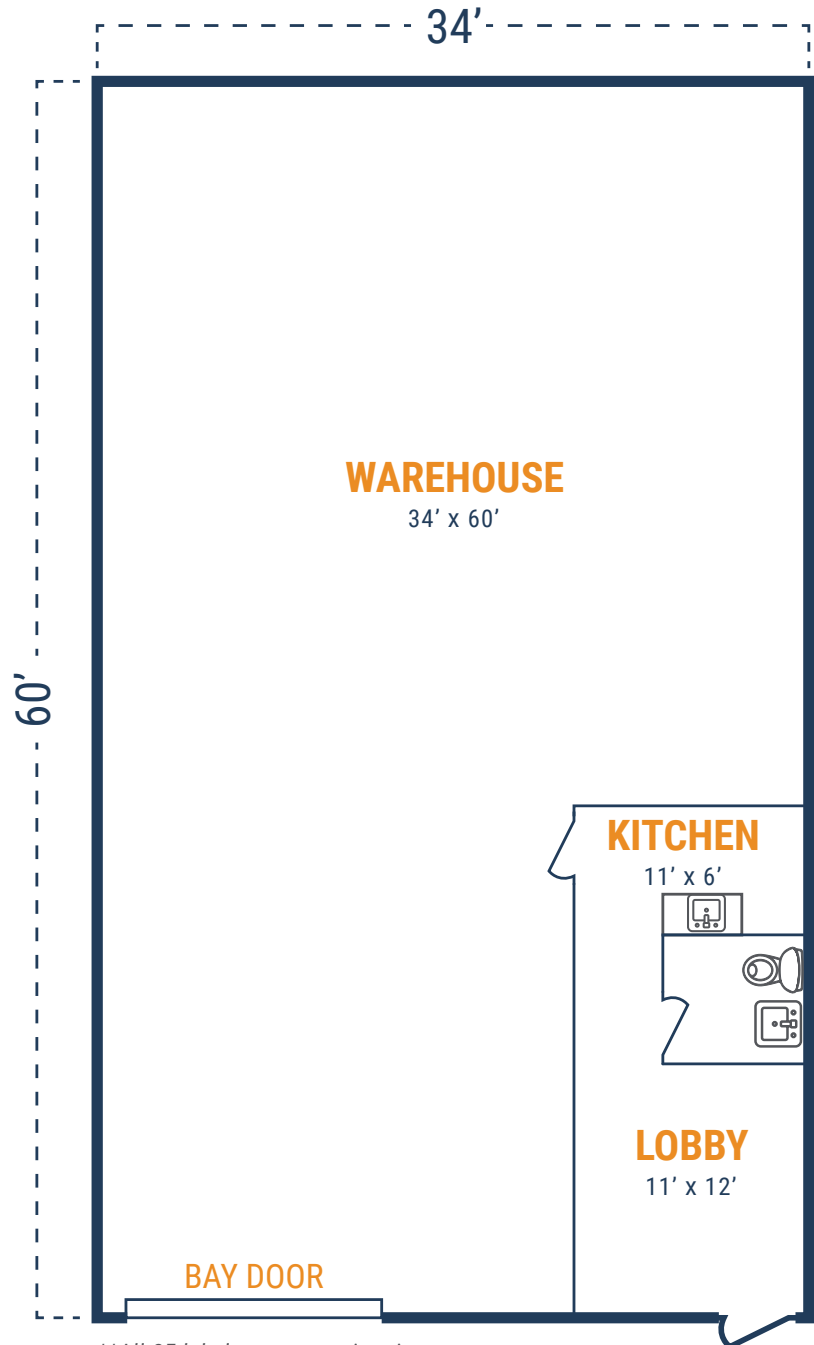 34’
WAREHOUSE
34’ x 60’
60’
KITCHEN
11’ x 6’
LOBBY
11’ x 12’
BAY DOOR